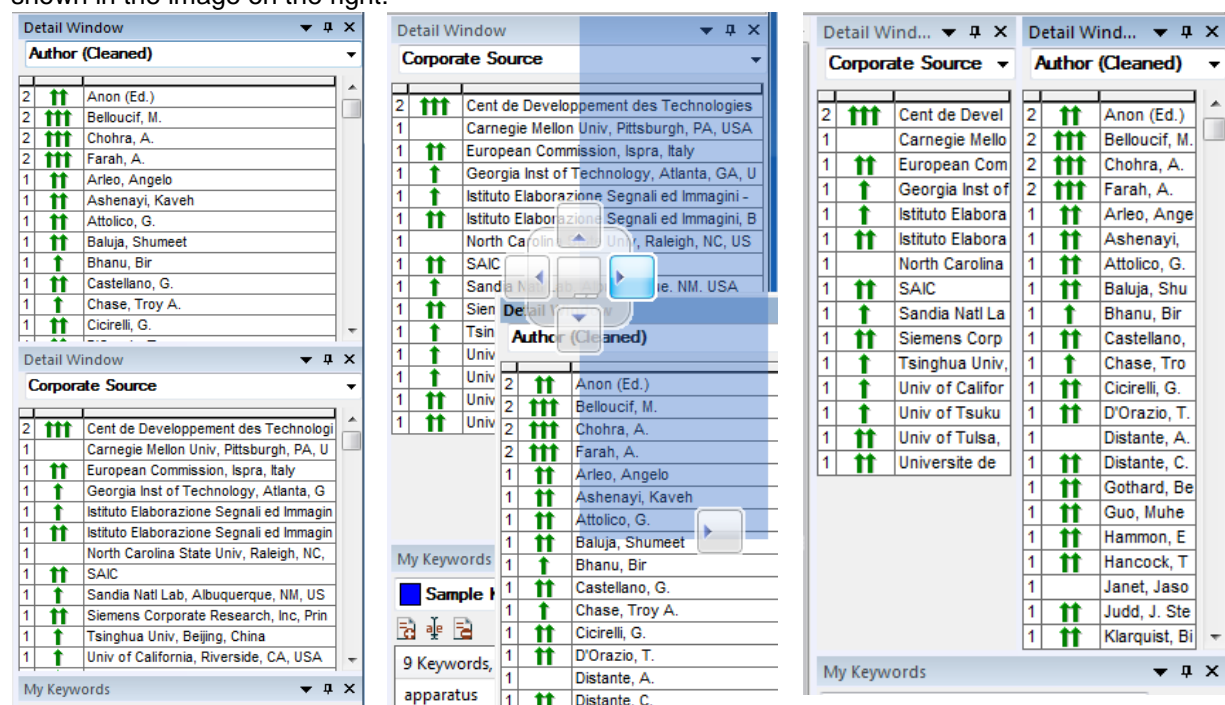 shown in the image on the right.
Detail Window
Author (Cleaned)
2 Anon (Ed.)
2 Belloucif, M.
2 Chohra, A.
2 Farah, A.
1 Arleo, Angelo
1 Ashenayi, Kaveh
1 Attolico, G.
1 Baluja, Shumeet
1 Bhanu, Bir
1 Castellano, G.
1 Chase, Troy A.
1 Cicirelli, G.
Detail Window
Corporate Source
2 Cent de Developpement des Technologi
1 Carnegie Mellon Univ, Pittsburgh, PA, U
1 European Commission, Ispra, Italy
1 Georgia Inst of Technology, Atlanta, G
1 Istituto Elaborazione Segnali ed Immagin
1 Istituto Elaborazione Segnali ed Immagin
1 North Carolina State Univ, Raleigh, NC,
1 SAIC
1 Sandia Natl Lab, Albuquerque, NM, US
1 Siemens Corporate Research, Inc, Prin
1 Tsinghua Univ, Beijing, China
1 Univ of California, Riverside, CA, USA
My Keywords
Detail Window
Corporate Source
2 Cent de Developpement des Technologies
1 Carnegie Mellon Univ, Pittsburgh, PA, USA
1 European Commission, Ispra, Italy
1 Georgia Inst of Technology, Atlanta, GA, U
1 Istituto Elaborazione Segnali ed Immagini -
1 Istituto Elaborazione Segnali ed Immagini, B
1 North Carolina State Univ, Raleigh, NC, US
1 SAIC
1 Sandia Natl Lab, Albuquerque, NM, USA
1 Siem
1 Tsin
1 Univ
1 Univ
1 Univ
1 Univ
My Keywords
Sample
9 Keywords,
apparatus
Detail Window
Author (Cleaned)
2 Anon (Ed.)
2 Belloucif, M.
2 Chohra, A.
2 Farah, A.
1 Arleo, Angelo
1 Ashenayi, Kaveh
1 Attolico, G.
1 Baluja, Shumeet
1 Bhanu, Bir
1 Castellano, G.
1 Chase, Troy A.
1 Cicirelli, G.
1 D'Orazio, T.
1 Distante, A.
1 Distante, C.
Detail Wind...
Corporate Source
2 Cent de Devel
1 Carnegie Mello
1 European Com
1 Georgia Inst of
1 Istituto Elabora
1 Istituto Elabora
1 North Carolina
1 SAIC
1 Sandia Natl La
1 Siemens Corp
1 Tsinghua Univ,
1 Univ of Califor
1 Univ of Tsuku
1 Univ of Tulsa,
1 Universite de
Detail Wind...
Author (Cleaned)
2 Anon (Ed.)
2 Belloucif, M.
2 Chohra, A.
2 Farah, A.
1 Arleo, Ange
1 Ashenayi,
1 Attolico, G.
1 Baluja, Shu
1 Bhanu, Bir
1 Castellano,
1 Chase, Tro
1 Cicirelli, G.
1 D'Orazio, T.
1 Distante, A.
1 Distante, C.
1 Gothard, Be
1 Guo, Muhe
1 Hammon, E
1 Hancock, T
1 Janet, Jaso
1 Judd, J. Ste
1 Klarquist, Bi
My Keywords